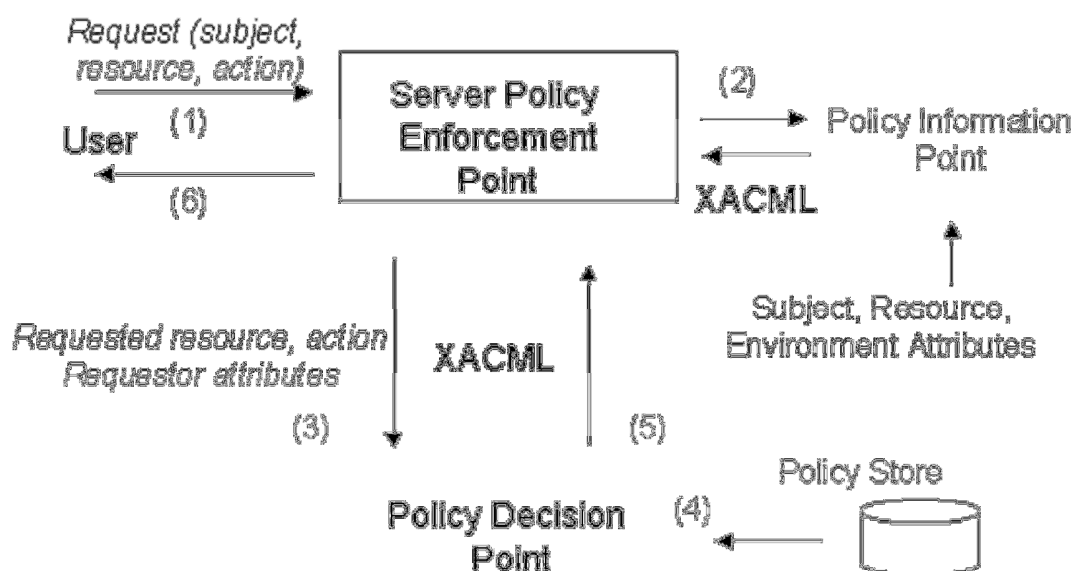 Request (subject,
resource, action)
(1)
User
(6)
Server Policy
Enforcement
Point
(2)
Policy Information
Point
XACML
Subject, Resource,
Environment Attributes
Requested resource, action
Requestor attributes
XACML
(3)
(5)
Policy Store
Policy Decision
Point
(4)